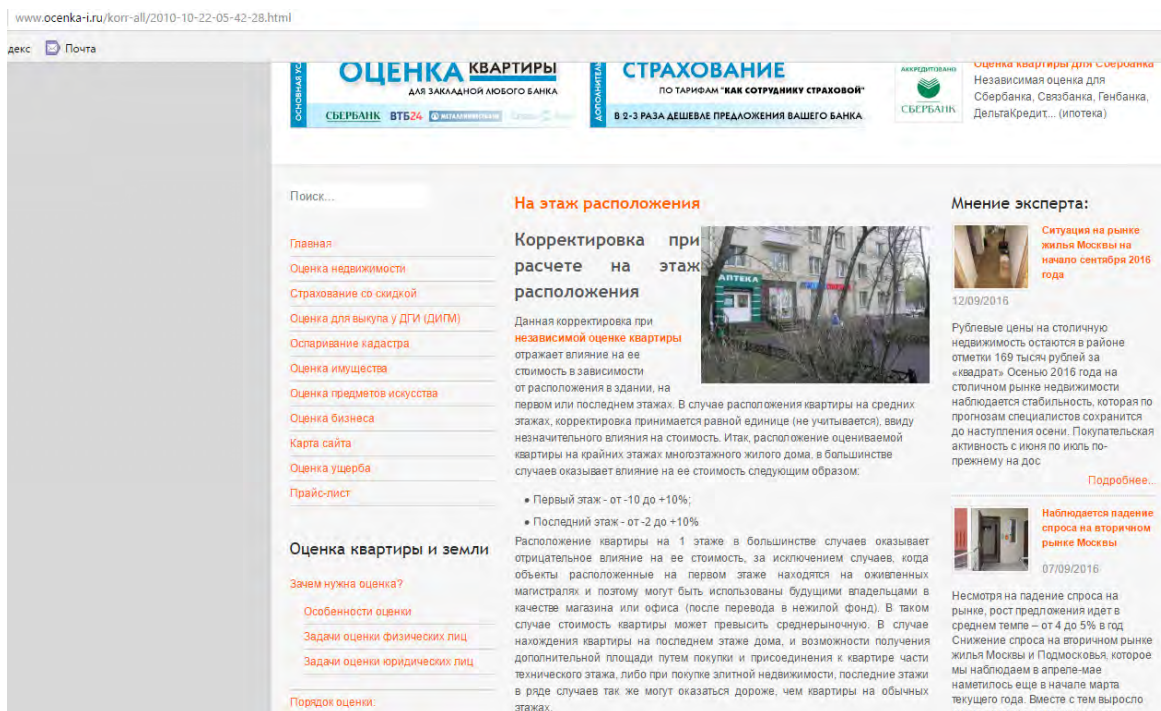 www.ocenka-i.ru/korr-all/2010-10-22-05-42-28.html
декс Почта
ОСНОВНАЯ УС
ОЦЕНКА КВАРТИРЫ
ДЛЯ ЗАКЛАДНОЙ ЛЮБОГО БАНКА
СБЕРБАНК ВТБ24
ДОПОЛНИТЕЛ
СТРАХОВАНИЕ
ПО ТАРИФАМ "КАК СОТРУДНИКУ СТРАХОВОЙ"
В 2-3 РАЗА ДЕШЕВЛЕ ПРЕДЛОЖЕНИЯ ВАШЕГО БАНКА
АККРЕДИТОВАНО
СБЕРБАНК
Оценка квартиры для Сбербанка
Независимая оценка для
Сбербанка, Связбанка, Генбанка,
ДельтаКредит... (ипотека)
Поиск...
Главная
Оценка недвижимости
Страхование со скидкой
Оценка для выкупа у ДГИ (ДИГМ)
Оспаривание кадастра
Оценка имущества
Оценка предметов искусства
Оценка бизнеса
Карта сайта
Оценка ущерба
Прайс-лист
Оценка квартиры и земли
Зачем нужна оценка?
Особенности оценки
Задачи оценки физических лиц
Задачи оценки юридических лиц
Порядок оценки:
На этаж расположения
Корректировка при
расчете на этаж
расположения
АПТЕКА
Данная корректировка при
независимой оценке квартиры
отражает влияние на ее
стоимость в зависимости
от расположения в здании, на
первом или последнем этажах. В случае расположения квартиры на средних
этажах, корректировка принимается равной единице (не учитывается), ввиду
незначительного влияния на стоимость. Итак, расположение оцениваемой
квартиры на крайних этажах многоэтажного жилого дома, в большинстве
случаев оказывает влияние на ее стоимость следующим образом:
• Первый этаж - от -10 до +10%;
• Последний этаж - от -2 до +10%
Расположение квартиры на 1 этаже в большинстве случаев оказывает
отрицательное влияние на ее стоимость, за исключением случаев, когда
объекты расположенные на первом этаже находятся на оживленных
магистралях и поэтому могут быть использованы будущими владельцами в
качестве магазина или офиса (после перевода в нежилой фонд). В таком
случае стоимость квартиры может превысить среднерыночную. В случае
нахождения квартиры на последнем этаже дома, и возможности получения
дополнительной площади путем покупки и присоединения к квартире части
технического этажа, либо при покупке элитной недвижимости, последние этажи
в ряде случаев так же могут оказаться дороже, чем квартиры на обычных
этажах.
Мнение эксперта:
Ситуация на рынке
жилья Москвы на
начало сентября 2016
года
12/09/2016
Рублевые цены на столичную
недвижимость остаются в районе
отметки 169 тысяч рублей за
«квадрат» Осенью 2016 года на
столичном рынке недвижимости
наблюдается стабильность, которая по
прогнозам специалистов сохранится
до наступления осени. Покупательская
активность с июня по июль по-
прежнему на дос
Подробнее...
Наблюдается падение
спроса на вторичном
рынке Москвы
07/09/2016
Несмотря на падение спроса на
рынке, рост предложения идет в
среднем темпе – от 4 до 5% в год
Снижение спроса на вторичном рынке
жилья Москвы и Подмосковья, которое
мы наблюдаем в апреле-мае
наметилось еще в начале марта
текущего года. Вместе с тем выросло